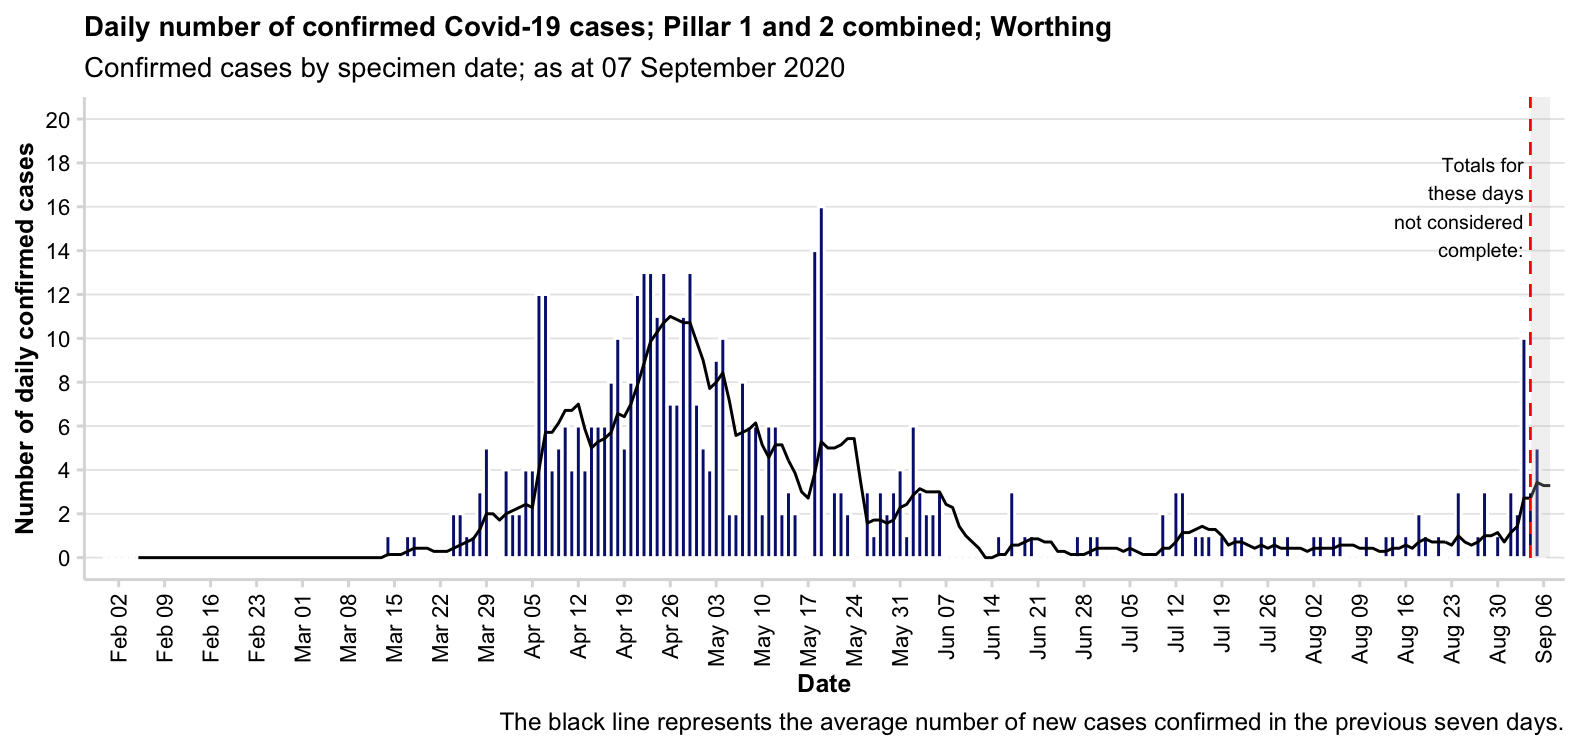 Daily number of confirmed Covid-19 cases; Pillar 1 and 2 combined; Worthing
Confirmed cases by specimen date; as at 07 September 2020
Number of daily confirmed cases
20
18
16
14
12
10
8
6
4
2
0
Totals for
these days
not considered
complete:
Feb 02
Feb 09
Feb 16
Feb 23
Mar 01
Mar 08
Mar 15
Mar 22
Mar 29
Apr 05
Apr 12
Apr 19
Apr 26
May 03
May 10
May 17
May 24
May 31
Jun 07
Jun 14
Jun 21
Jun 28
Jul 05
Jul 12
Jul 19
Jul 26
Aug 02
Aug 09
Aug 16
Aug 23
Aug 30
Sep 06
Date
The black line represents the average number of new cases confirmed in the previous seven days.